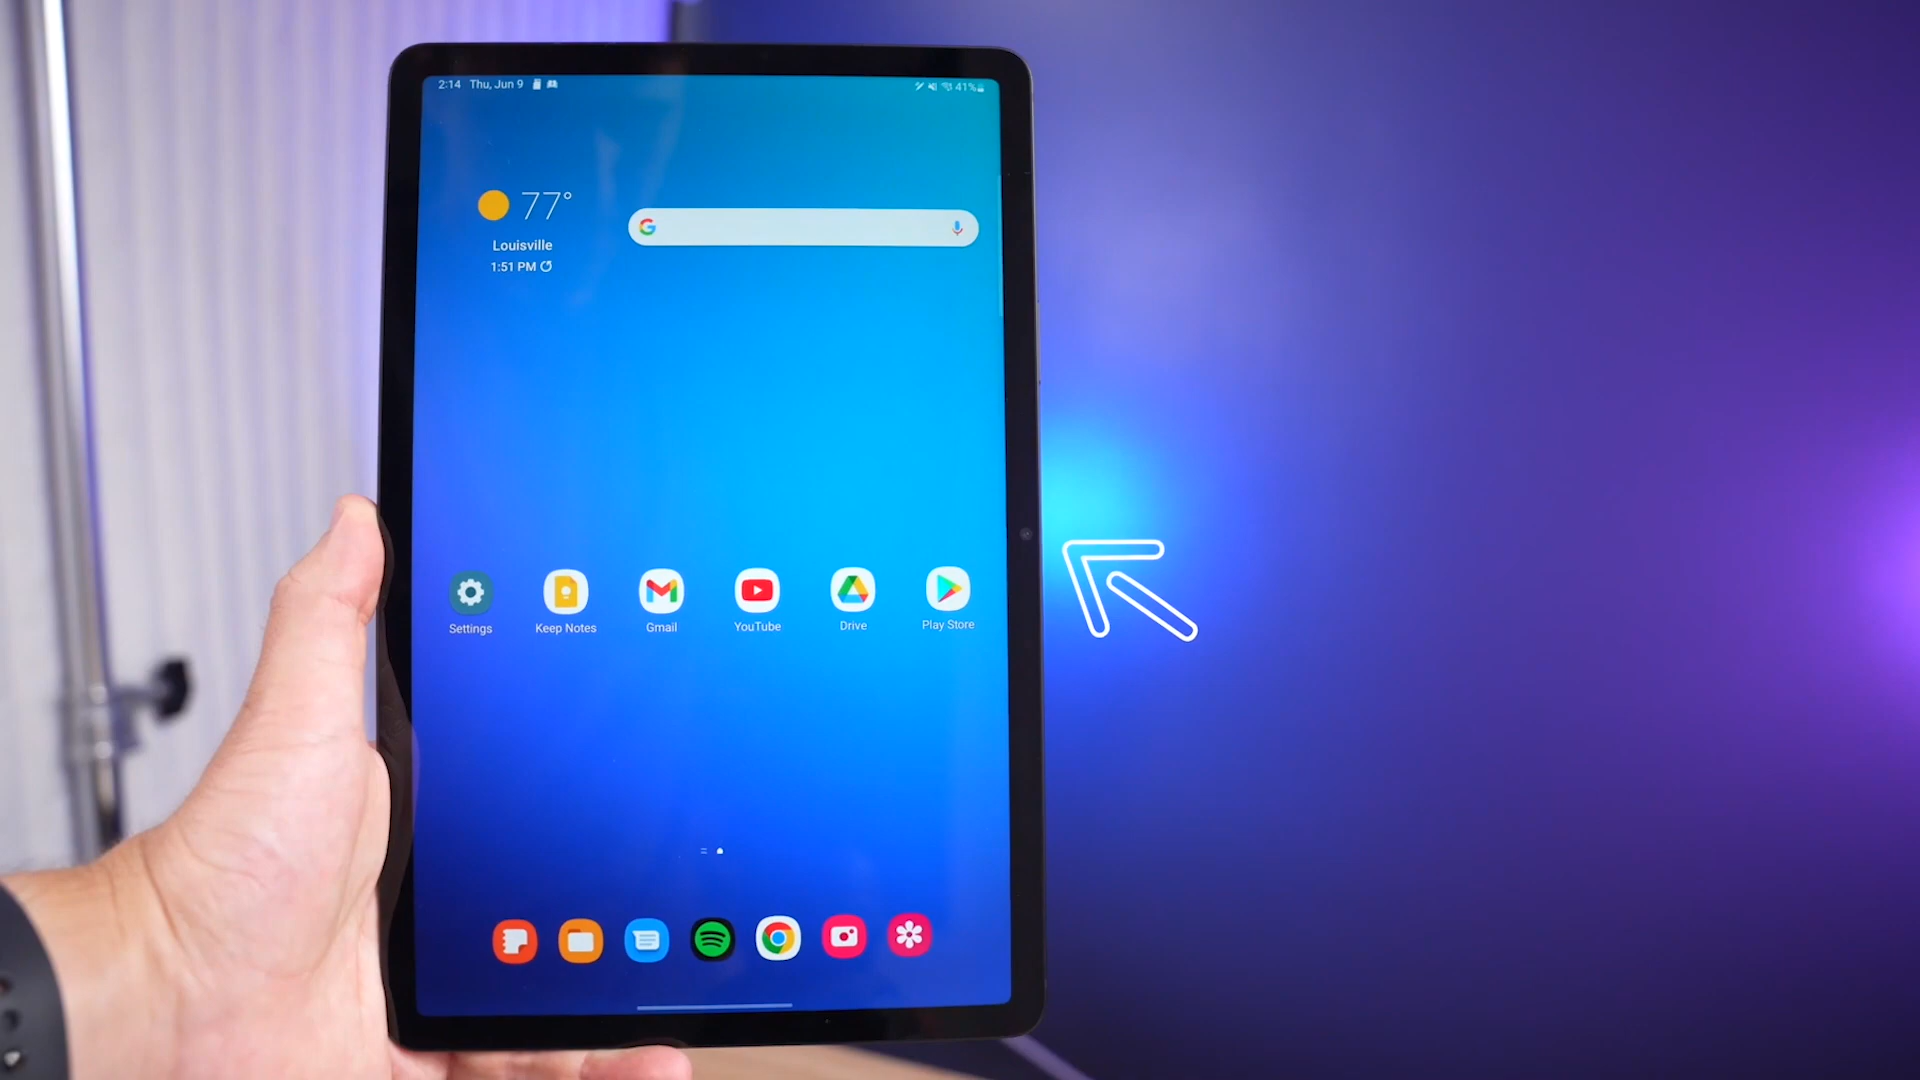 2:14 Thu, Jun 9
41%
77°
Louisville
1:51 PM
Settings
Keep Notes
Gmail
YouTube
Drive
Play Store